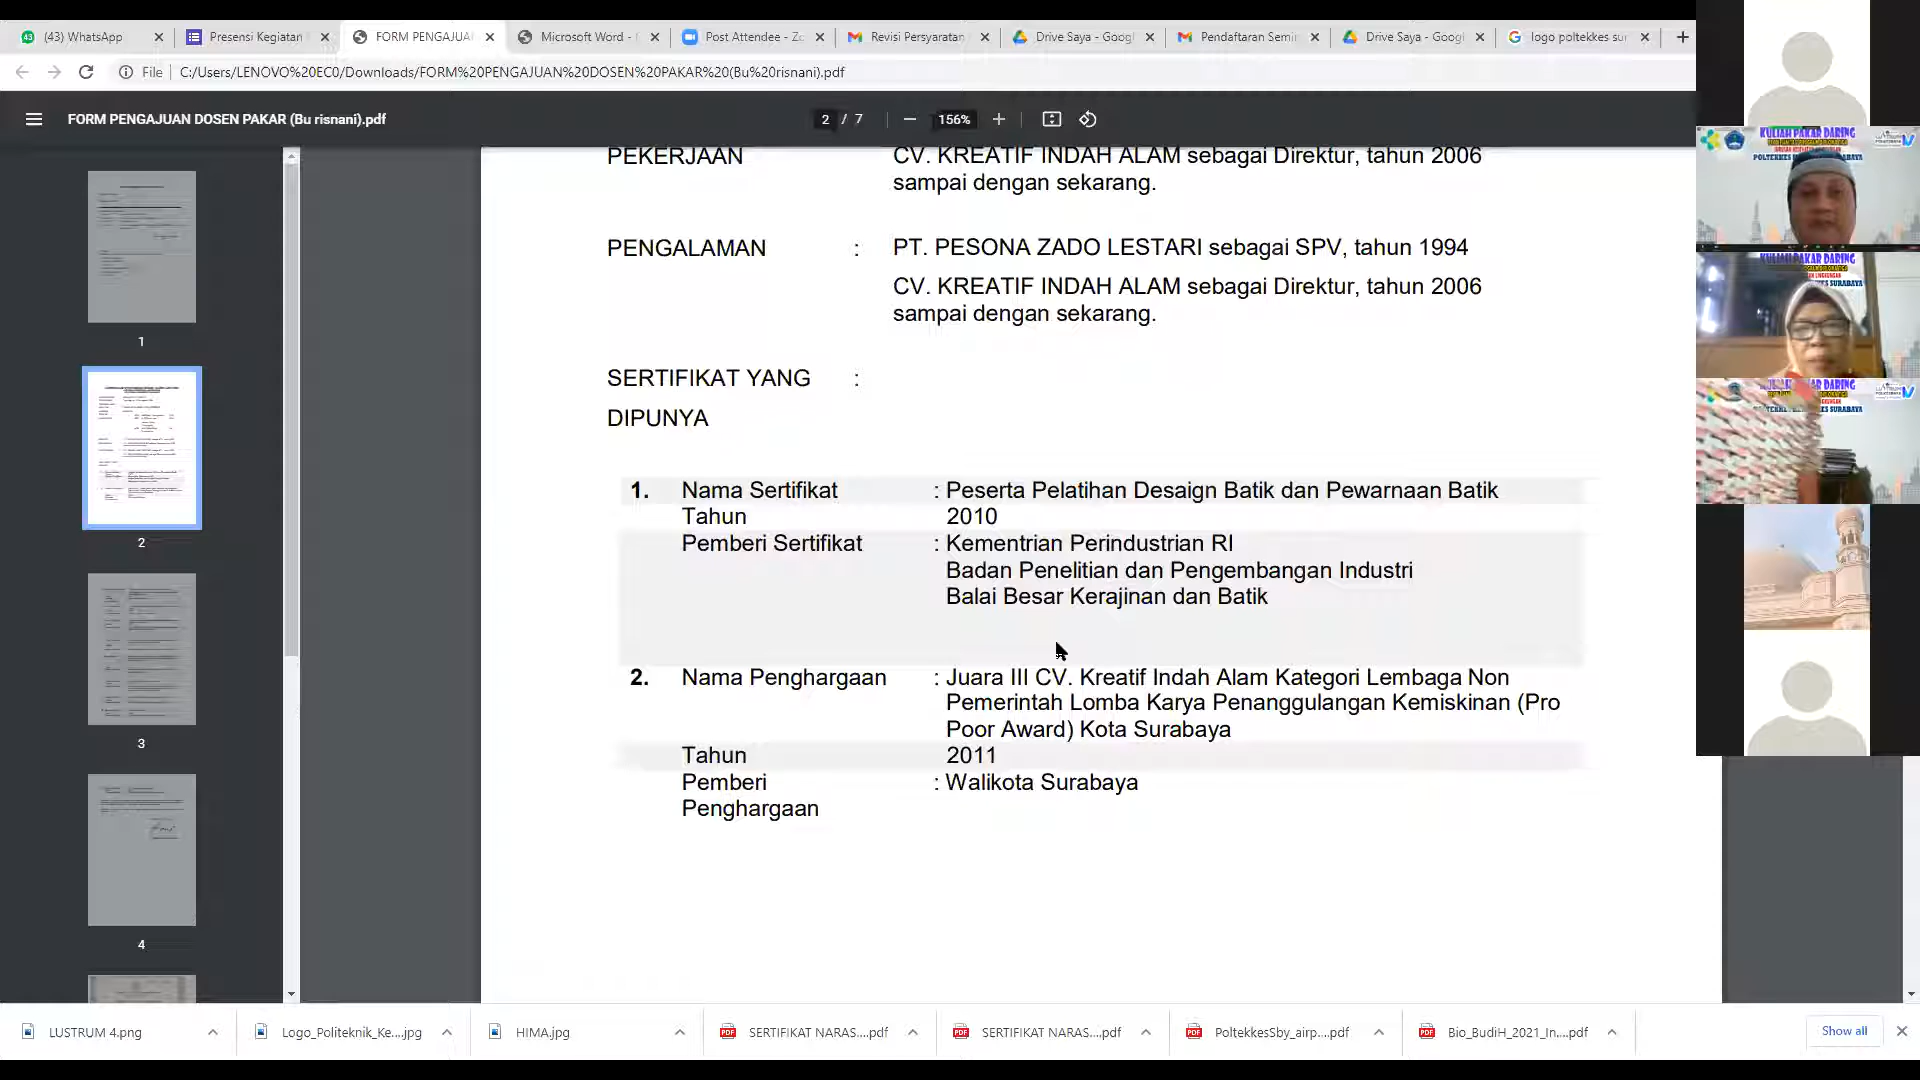 (43) WhatsApp
Presensi Kegiatan
FORM PENGAJUA
Microsoft Word -
Post Attendee - Zo
Revisi Persyaratan
Drive Saya - Googl
Pendaftaran Semin
Drive Saya - Googl
logo poltekkes su
File
C:/Users/LENOVO%20EC0/Downloads/FORM%20PENGAJUAN%20DOSEN%20PAKAR%20(Bu%20risnani).pdf
FORM PENGAJUAN DOSEN PAKAR (Bu risnani).pdf
2 / 7
156%
1
2
3
4
PEKERJAAN
CV. KREATIF INDAH ALAM sebagai Direktur, tahun 2006
sampai dengan sekarang.
PENGALAMAN : PT. PESONA ZADO LESTARI sebagai SPV, tahun 1994
CV. KREATIF INDAH ALAM sebagai Direktur, tahun 2006
sampai dengan sekarang.
SERTIFIKAT YANG :
DIPUNYA
1. Nama Sertifikat : Peserta Pelatihan Desaign Batik dan Pewarnaan Batik
Tahun 2010
Pemberi Sertifikat : Kementrian Perindustrian RI
Badan Penelitian dan Pengembangan Industri
Balai Besar Kerajinan dan Batik
2. Nama Penghargaan : Juara III CV. Kreatif Indah Alam Kategori Lembaga Non
Pemerintah Lomba Karya Penanggulangan Kemiskinan (Pro
Poor Award) Kota Surabaya
Tahun 2011
Pemberi : Walikota Surabaya
Penghargaan
KULIAH PAKAR DARING
KULIAH PAKAR DARING
LUSTRUM 4.png
Logo_Politeknik_Ke....jpg
HIMA.jpg
SERTIFIKAT NARAS....pdf
SERTIFIKAT NARAS....pdf
PoltekkesSby_airp....pdf
Bio_BudiH_2021_In....pdf
Show all